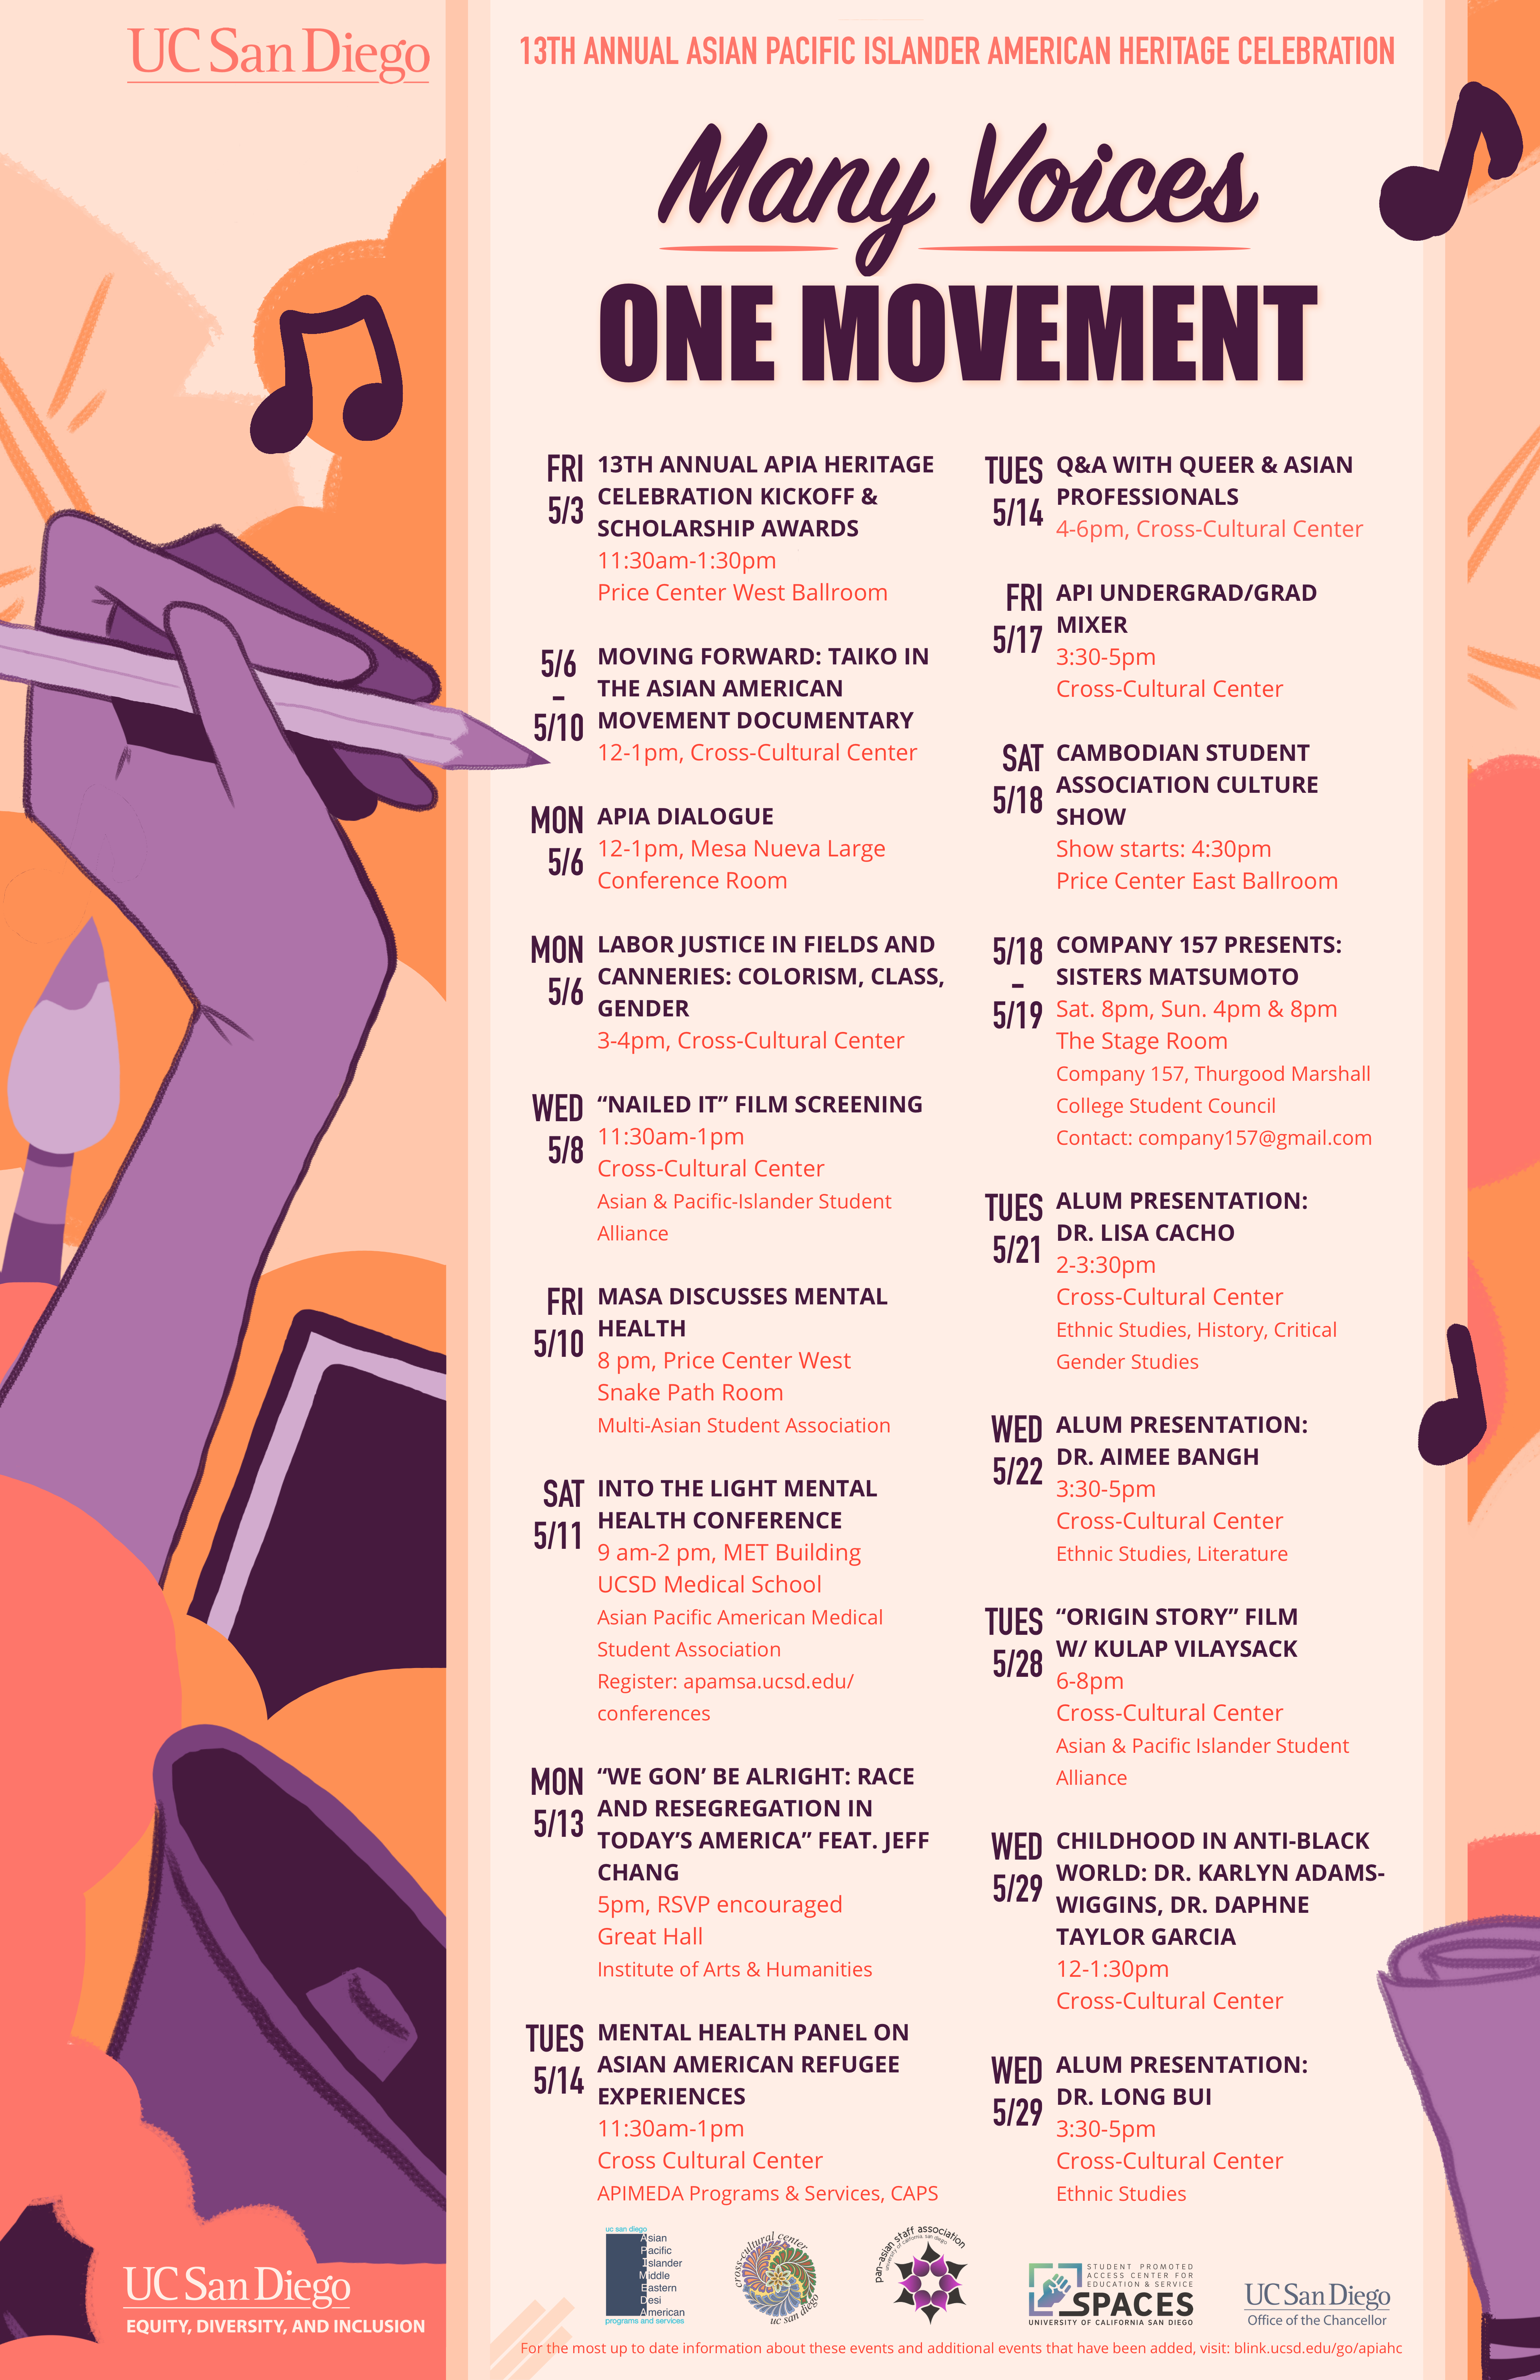 UC San Diego
13TH ANNUAL ASIAN PACIFIC ISLANDER AMERICAN HERITAGE CELEBRATION
Many Voices
ONE MOVEMENT
FRI
5/3
13TH ANNUAL APIA HERITAGE
CELEBRATION KICKOFF &
SCHOLARSHIP AWARDS
11:30am-1:30pm
Price Center West Ballroom
5/6
–
5/10
MOVING FORWARD: TAIKO IN
THE ASIAN AMERICAN
MOVEMENT DOCUMENTARY
12-1pm, Cross-Cultural Center
MON
5/6
APIA DIALOGUE
12-1pm, Mesa Nueva Large
Conference Room
MON
5/6
LABOR JUSTICE IN FIELDS AND
CANNERIES: COLORISM, CLASS,
GENDER
3-4pm, Cross-Cultural Center
WED
5/8
“NAILED IT” FILM SCREENING
11:30am-1pm
Cross-Cultural Center
Asian & Pacific-Islander Student
Alliance
FRI
5/10
MASA DISCUSSES MENTAL
HEALTH
8 pm, Price Center West
Snake Path Room
Multi-Asian Student Association
SAT
5/11
INTO THE LIGHT MENTAL
HEALTH CONFERENCE
9 am-2 pm, MET Building
UCSD Medical School
Asian Pacific American Medical
Student Association
Register: apamsa.ucsd.edu/
conferences
MON
5/13
“WE GON’ BE ALRIGHT: RACE
AND RESEGREGATION IN
TODAY’S AMERICA” FEAT. JEFF
CHANG
5pm, RSVP encouraged
Great Hall
Institute of Arts & Humanities
TUES
5/14
MENTAL HEALTH PANEL ON
ASIAN AMERICAN REFUGEE
EXPERIENCES
11:30am-1pm
Cross Cultural Center
APIMEDA Programs & Services, CAPS
TUES
5/14
Q&A WITH QUEER & ASIAN
PROFESSIONALS
4-6pm, Cross-Cultural Center
FRI
5/17
API UNDERGRAD/GRAD
MIXER
3:30-5pm
Cross-Cultural Center
SAT
5/18
CAMBODIAN STUDENT
ASSOCIATION CULTURE
SHOW
Show starts: 4:30pm
Price Center East Ballroom
5/18
–
5/19
COMPANY 157 PRESENTS:
SISTERS MATSUMOTO
Sat. 8pm, Sun. 4pm & 8pm
The Stage Room
Company 157, Thurgood Marshall
College Student Council
Contact: company157@gmail.com
TUES
5/21
ALUM PRESENTATION:
DR. LISA CACHO
2-3:30pm
Cross-Cultural Center
Ethnic Studies, History, Critical
Gender Studies
WED
5/22
ALUM PRESENTATION:
DR. AIMEE BANGH
3:30-5pm
Cross-Cultural Center
Ethnic Studies, Literature
TUES
5/28
“ORIGIN STORY” FILM
W/ KULAP VILAYSACK
6-8pm
Cross-Cultural Center
Asian & Pacific Islander Student
Alliance
WED
5/29
CHILDHOOD IN ANTI-BLACK
WORLD: DR. KARLYN ADAMS-
WIGGINS, DR. DAPHNE
TAYLOR GARCIA
12-1:30pm
Cross-Cultural Center
WED
5/29
ALUM PRESENTATION:
DR. LONG BUI
3:30-5pm
Cross-Cultural Center
Ethnic Studies
UC San Diego
EQUITY, DIVERSITY, AND INCLUSION
uc san diego
Asian
Pacific
Islander
Middle
Eastern
Desi
American
programs and services
cross-cultural center
uc san diego
pan-asian staff association
university of california, san diego
STUDENT PROMOTED
ACCESS CENTER FOR
EDUCATION & SERVICE
SPACES
UNIVERSITY OF CALIFORNIA SAN DIEGO
UC San Diego
Office of the Chancellor
For the most up to date information about these events and additional events that have been added, visit: blink.ucsd.edu/go/apiahc